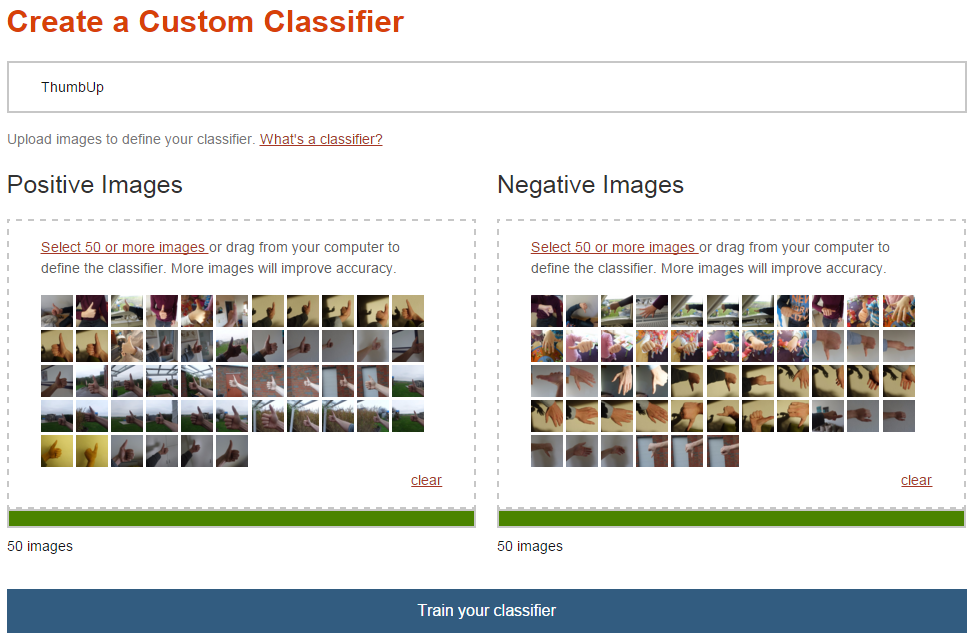 Create a Custom Classifier
ThumbUp
Upload images to define your classifier. What's a classifier?
Positive Images
Select 50 or more images or drag from your computer to
define the classifier. More images will improve accuracy.
clear
50 images
Negative Images
Select 50 or more images or drag from your computer to
define the classifier. More images will improve accuracy.
clear
50 images
Train your classifier